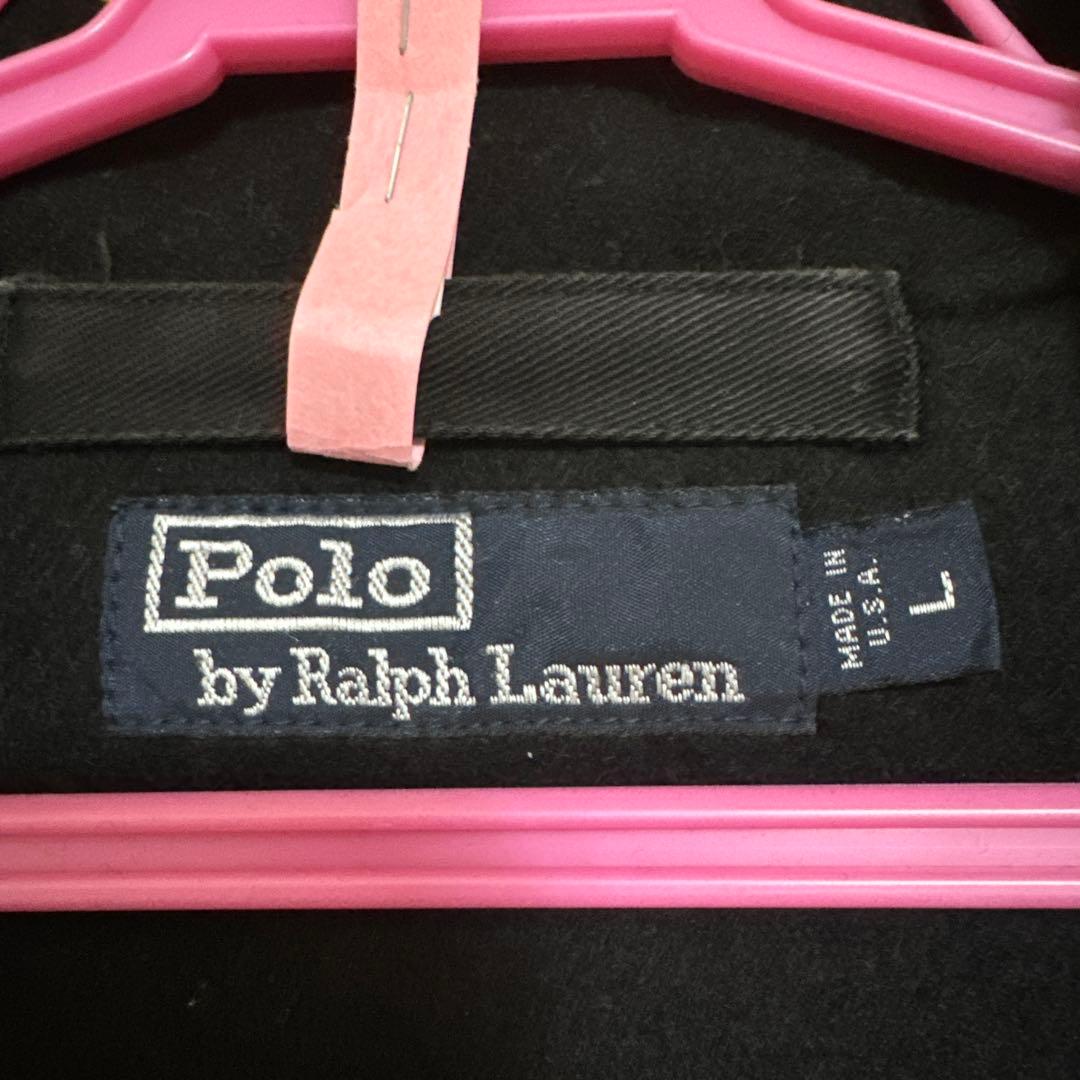 Polo
by Ralph Lauren
MADE IN
U.S.A.
L